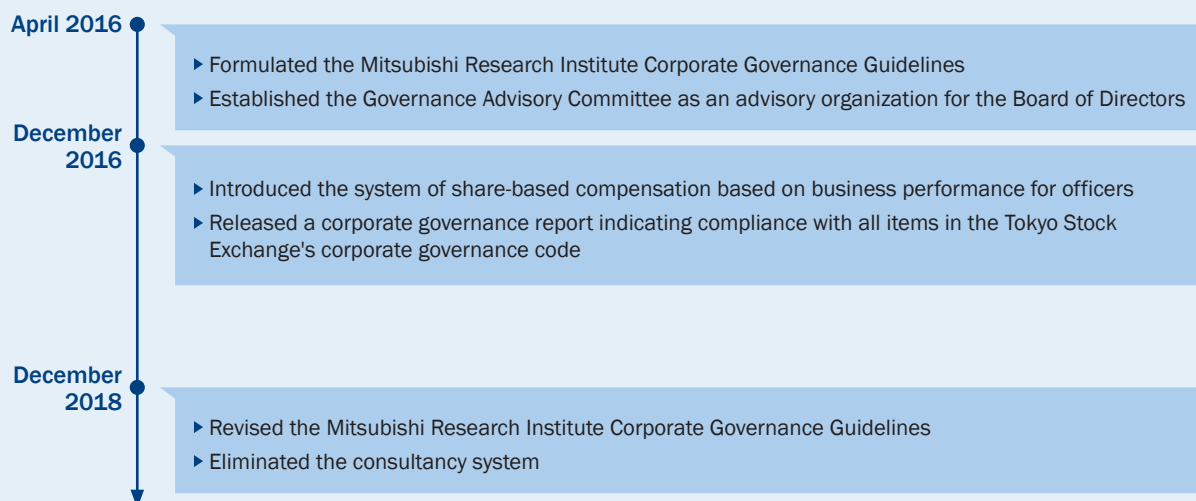 April 2016
▶ Formulated the Mitsubishi Research Institute Corporate Governance Guidelines
▶ Established the Governance Advisory Committee as an advisory organization for the Board of Directors
December
2016
▶ Introduced the system of share-based compensation based on business performance for officers
▶ Released a corporate governance report indicating compliance with all items in the Tokyo Stock
Exchange's corporate governance code
December
2018
▶ Revised the Mitsubishi Research Institute Corporate Governance Guidelines
▶ Eliminated the consultancy system